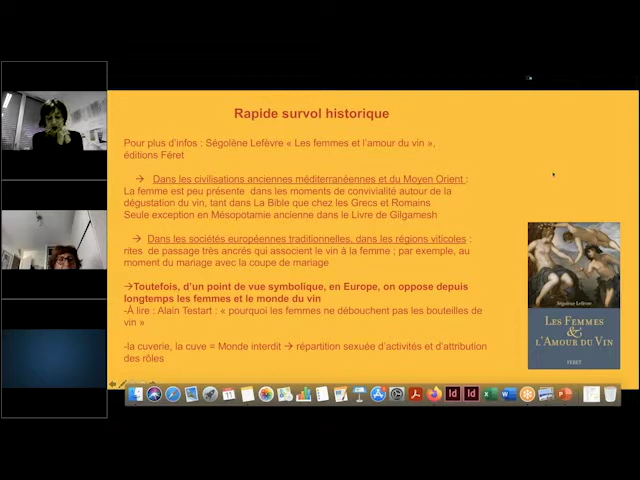 Rapide survol historique
Pour plus d'infos : Ségolène Lefèvre « Les femmes et l'amour du vin »,
éditions Féret
→ Dans les civilisations anciennes méditerranéennes et du Moyen Orient :
La femme est peu présente dans les moments de convivialité autour de la
dégustation du vin, tant dans La Bible que chez les Grecs et Romains
Seule exception en Mésopotamie ancienne dans le Livre de Gilgamesh
→ Dans les sociétés européennes traditionnelles, dans les régions viticoles :
rites de passage très ancrés qui associent le vin à la femme ; par exemple, au
moment du mariage avec la coupe de mariage
→Toutefois, d'un point de vue symbolique, en Europe, on oppose depuis
longtemps les femmes et le monde du vin
-À lire : Alain Testart : « pourquoi les femmes ne débouchent pas les bouteilles de
vin »
-la cuverie, la cuve = Monde interdit → répartition sexuée d'activités et d'attribution
des rôles
Ségolène Lefèvre
LES FEMMES
&
L'AMOUR DU VIN
FÉRET
Id
Id